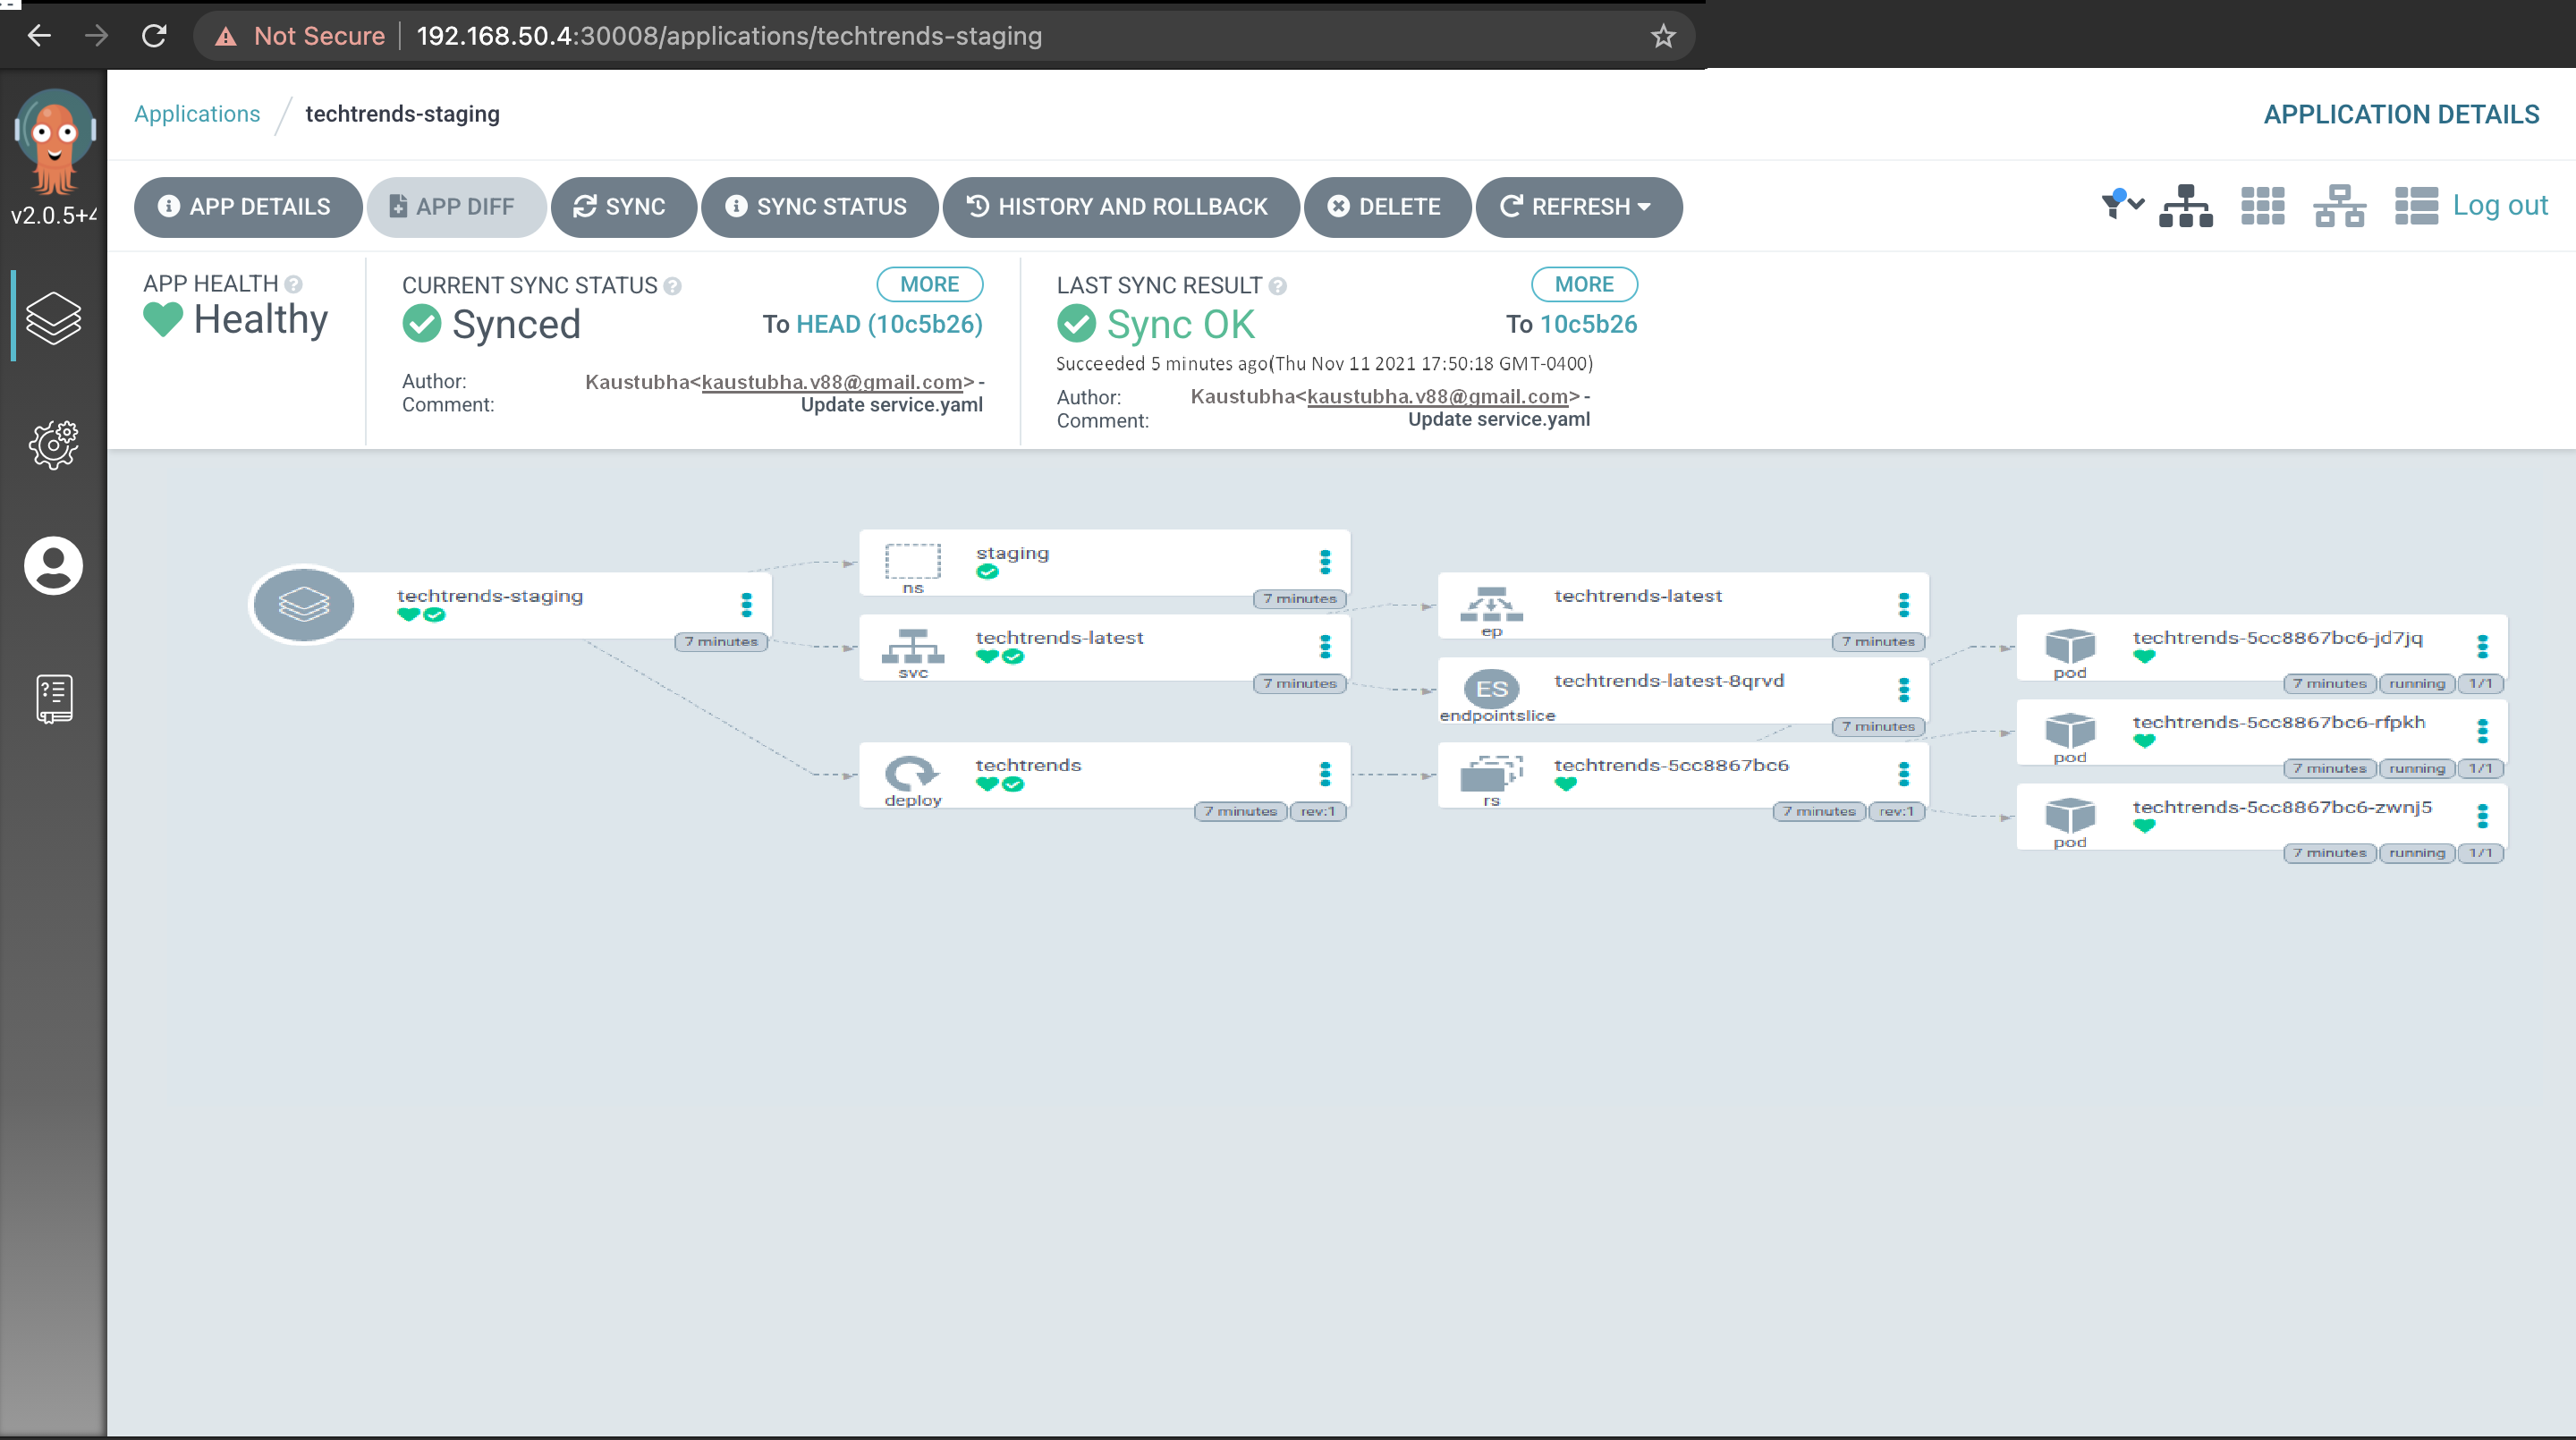 Not Secure 192.168.50.4:30008/applications/techtrends-staging
v2.0.5+4
Applications / techtrends-staging
APPLICATION DETAILS
APP DETAILS
APP DIFF
SYNC
SYNC STATUS
HISTORY AND ROLLBACK
DELETE
REFRESH
Log out
APP HEALTH
Healthy
CURRENT SYNC STATUS
MORE
Synced
To HEAD (10c5b26)
Author: Kaustubha<kaustubha.v88@gmail.com> -
Comment: Update service.yaml
LAST SYNC RESULT
MORE
Sync OK
To 10c5b26
Succeeded 5 minutes ago(Thu Nov 11 2021 17:50:18 GMT-0400)
Author: Kaustubha<kaustubha.v88@gmail.com> -
Comment: Update service.yaml
techtrends-staging
7 minutes
staging
ns
7 minutes
techtrends-latest
svc
7 minutes
techtrends
deploy
7 minutes rev:1
techtrends-latest
ep
7 minutes
ES
techtrends-latest-8qrvd
endpointslice
7 minutes
techtrends-5cc8867bc6
rs
7 minutes rev:1
techtrends-5cc8867bc6-jd7jq
pod
7 minutes running 1/1
techtrends-5cc8867bc6-rfpkh
pod
7 minutes running 1/1
techtrends-5cc8867bc6-zwnj5
pod
7 minutes running 1/1